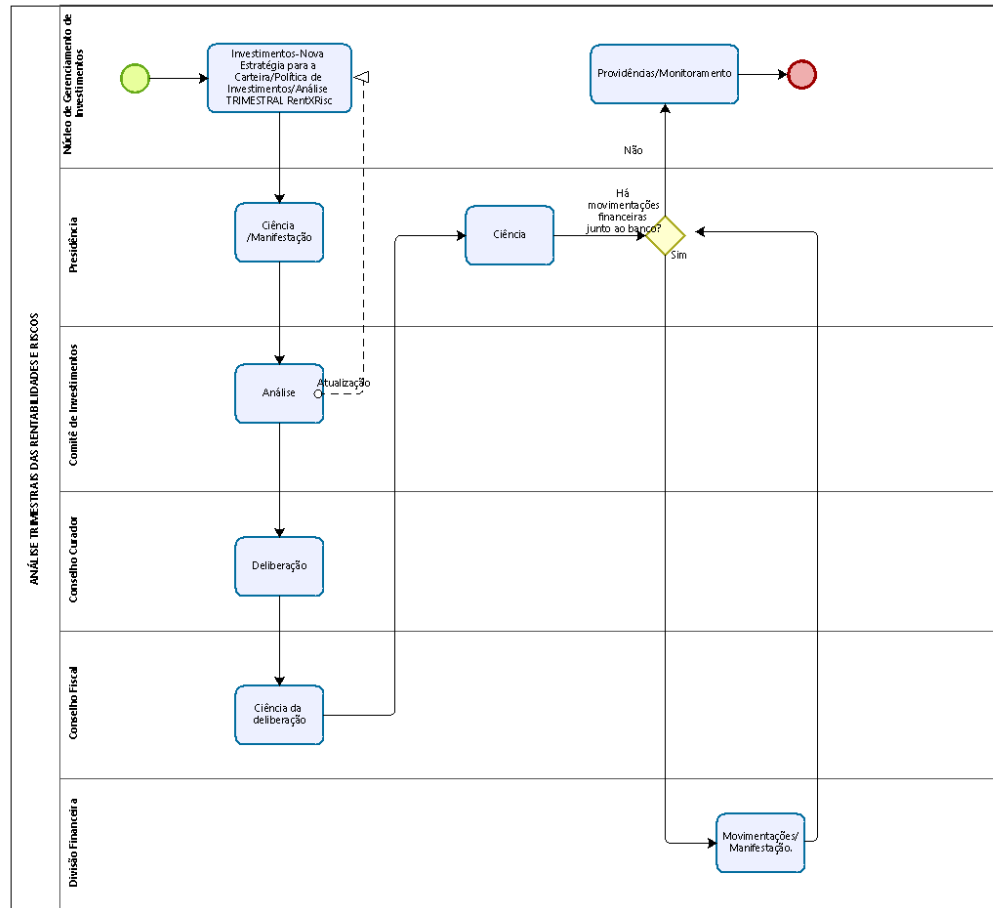 ANÁLISE TRIMESTRAIS DAS RENTABILIDADES E RISCOS
Núcleo de Gerenciamento de
Investimentos
Investimentos-Nova
Estratégia para a
Carteira/Política de
Investimentos/Análise
TRIMESTRAL RentXRisc
Providências/Monitoramento
Não
Presidência
Ciência
/Manifestação
Ciência
Há
movimentações
financeiras
junto ao banco?
Sim
Comitê de Investimentos
Análise
Atualização
Conselho Curador
Deliberação
Conselho Fiscal
Ciência da
deliberação
Divisão Financeira
Movimentações/
Manifestação.